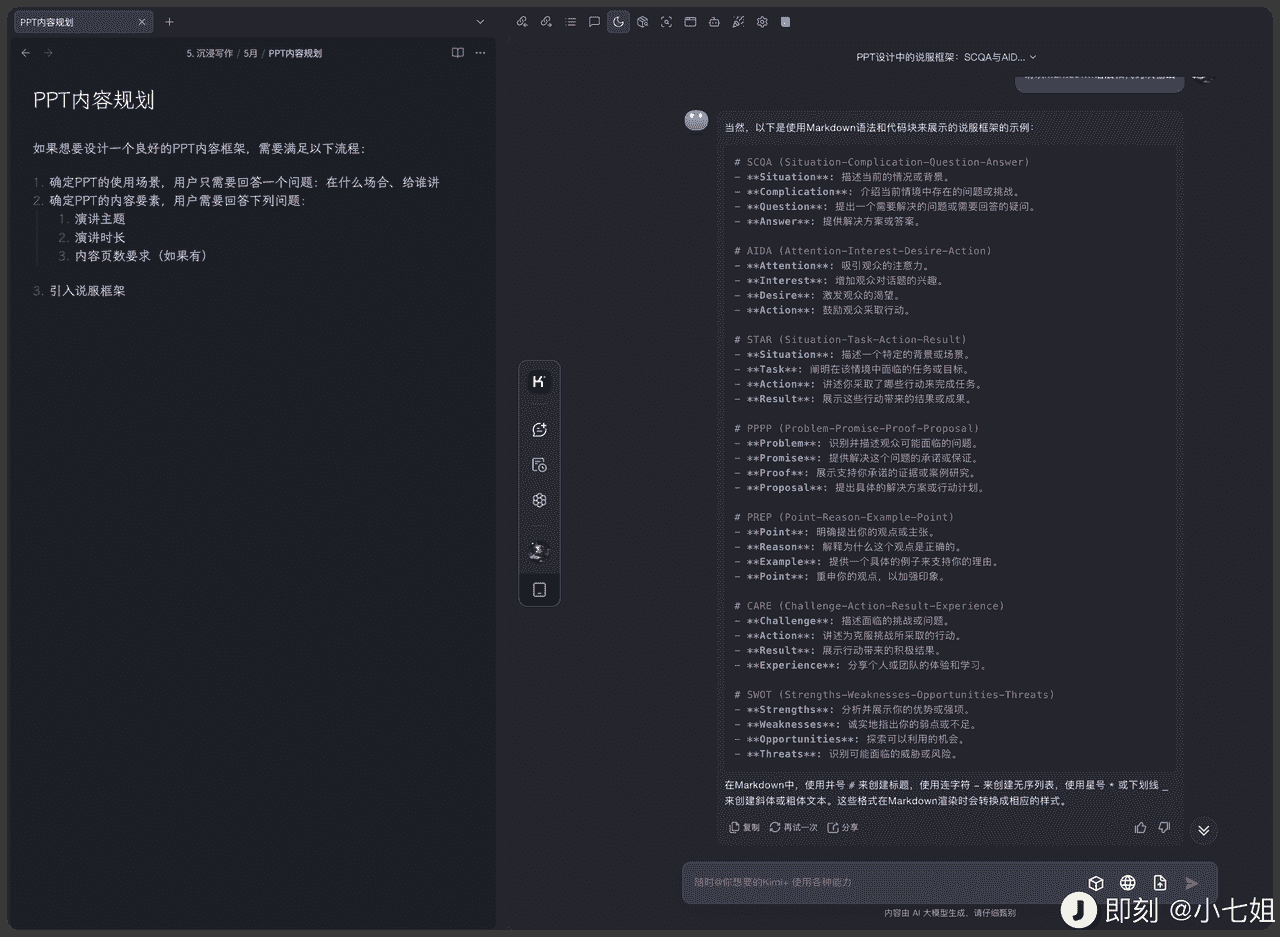 PPT内容规划
5. 沉浸写作 / 5月 / PPT内容规划
PPT内容规划
如果想要设计一个良好的PPT内容框架，需要满足以下流程：
1. 确定PPT的使用场景，用户只需要回答一个问题：在什么场合、给谁讲
2. 确定PPT的内容要素，用户需要回答下列问题：
1. 演讲主题
2. 演讲时长
3. 内容页数要求（如果有）
3. 引入说服框架
PPT设计中的说服框架：SCQA与AID...
当然，以下是使用Markdown语法和代码块来展示的说服框架的示例：
# SCQA (Situation-Complication-Question-Answer)
- **Situation**: 描述当前的情况或背景。
- **Complication**: 介绍当前情境中存在的问题或挑战。
- **Question**: 提出一个需要解决的问题或需要回答的疑问。
- **Answer**: 提供解决方案或答案。
# AIDA (Attention-Interest-Desire-Action)
- **Attention**: 吸引观众的注意力。
- **Interest**: 增加观众对话题的兴趣。
- **Desire**: 激发观众的渴望。
- **Action**: 鼓励观众采取行动。
# STAR (Situation-Task-Action-Result)
- **Situation**: 描述一个特定的背景或场景。
- **Task**: 阐明在该情境中面临的任务或目标。
- **Action**: 讲述你采取了哪些行动来完成任务。
- **Result**: 展示这些行动带来的结果或成果。
# PPPP (Problem-Promise-Proof-Proposal)
- **Problem**: 识别并描述观众可能面临的问题。
- **Promise**: 提供解决这个问题的承诺或保证。
- **Proof**: 展示支持你承诺的证据或案例研究。
- **Proposal**: 提出具体的解决方案或行动计划。
# PREP (Point-Reason-Example-Point)
- **Point**: 明确提出你的观点或主张。
- **Reason**: 解释为什么这个观点是正确的。
- **Example**: 提供一个具体的例子来支持你的理由。
- **Point**: 重申你的观点，以加强印象。
# CARE (Challenge-Action-Result-Experience)
- **Challenge**: 描述面临的挑战或问题。
- **Action**: 讲述为克服挑战所采取的行动。
- **Result**: 展示行动带来的积极结果。
- **Experience**: 分享个人或团队的体验和学习。
# SWOT (Strengths-Weaknesses-Opportunities-Threats)
- **Strengths**: 分析并展示你的优势或强项。
- **Weaknesses**: 诚实地指出你的弱点或不足。
- **Opportunities**: 探索可以利用的机会。
- **Threats**: 识别可能面临的威胁或风险。
在Markdown中，使用井号 # 来创建标题，使用连字符 - 来创建无序列表，使用星号 * 或下划线 _
来创建斜体或粗体文本。这些格式在Markdown渲染时会转换成相应的样式。
复制 再试一次 分享
随时@你想要的Kimi+ 使用各种能力
内容由 AI 大模型生成，请仔细甄别
即刻 @小七姐